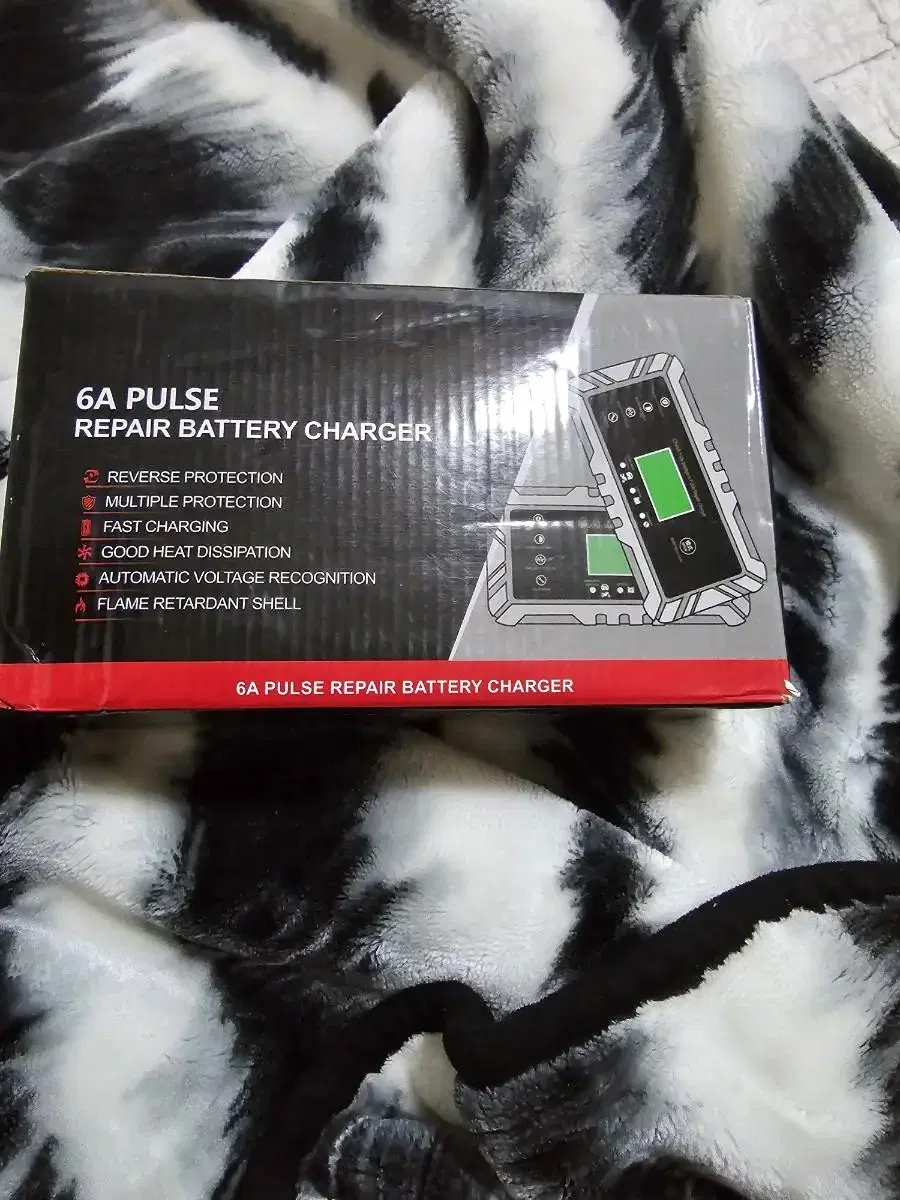 6A PULSE
REPAIR BATTERY CHARGER
REVERSE PROTECTION
MULTIPLE PROTECTION
FAST CHARGING
GOOD HEAT DISSIPATION
AUTOMATIC VOLTAGE RECOGNITION
FLAME RETARDANT SHELL
6A PULSE REPAIR BATTERY CHARGER